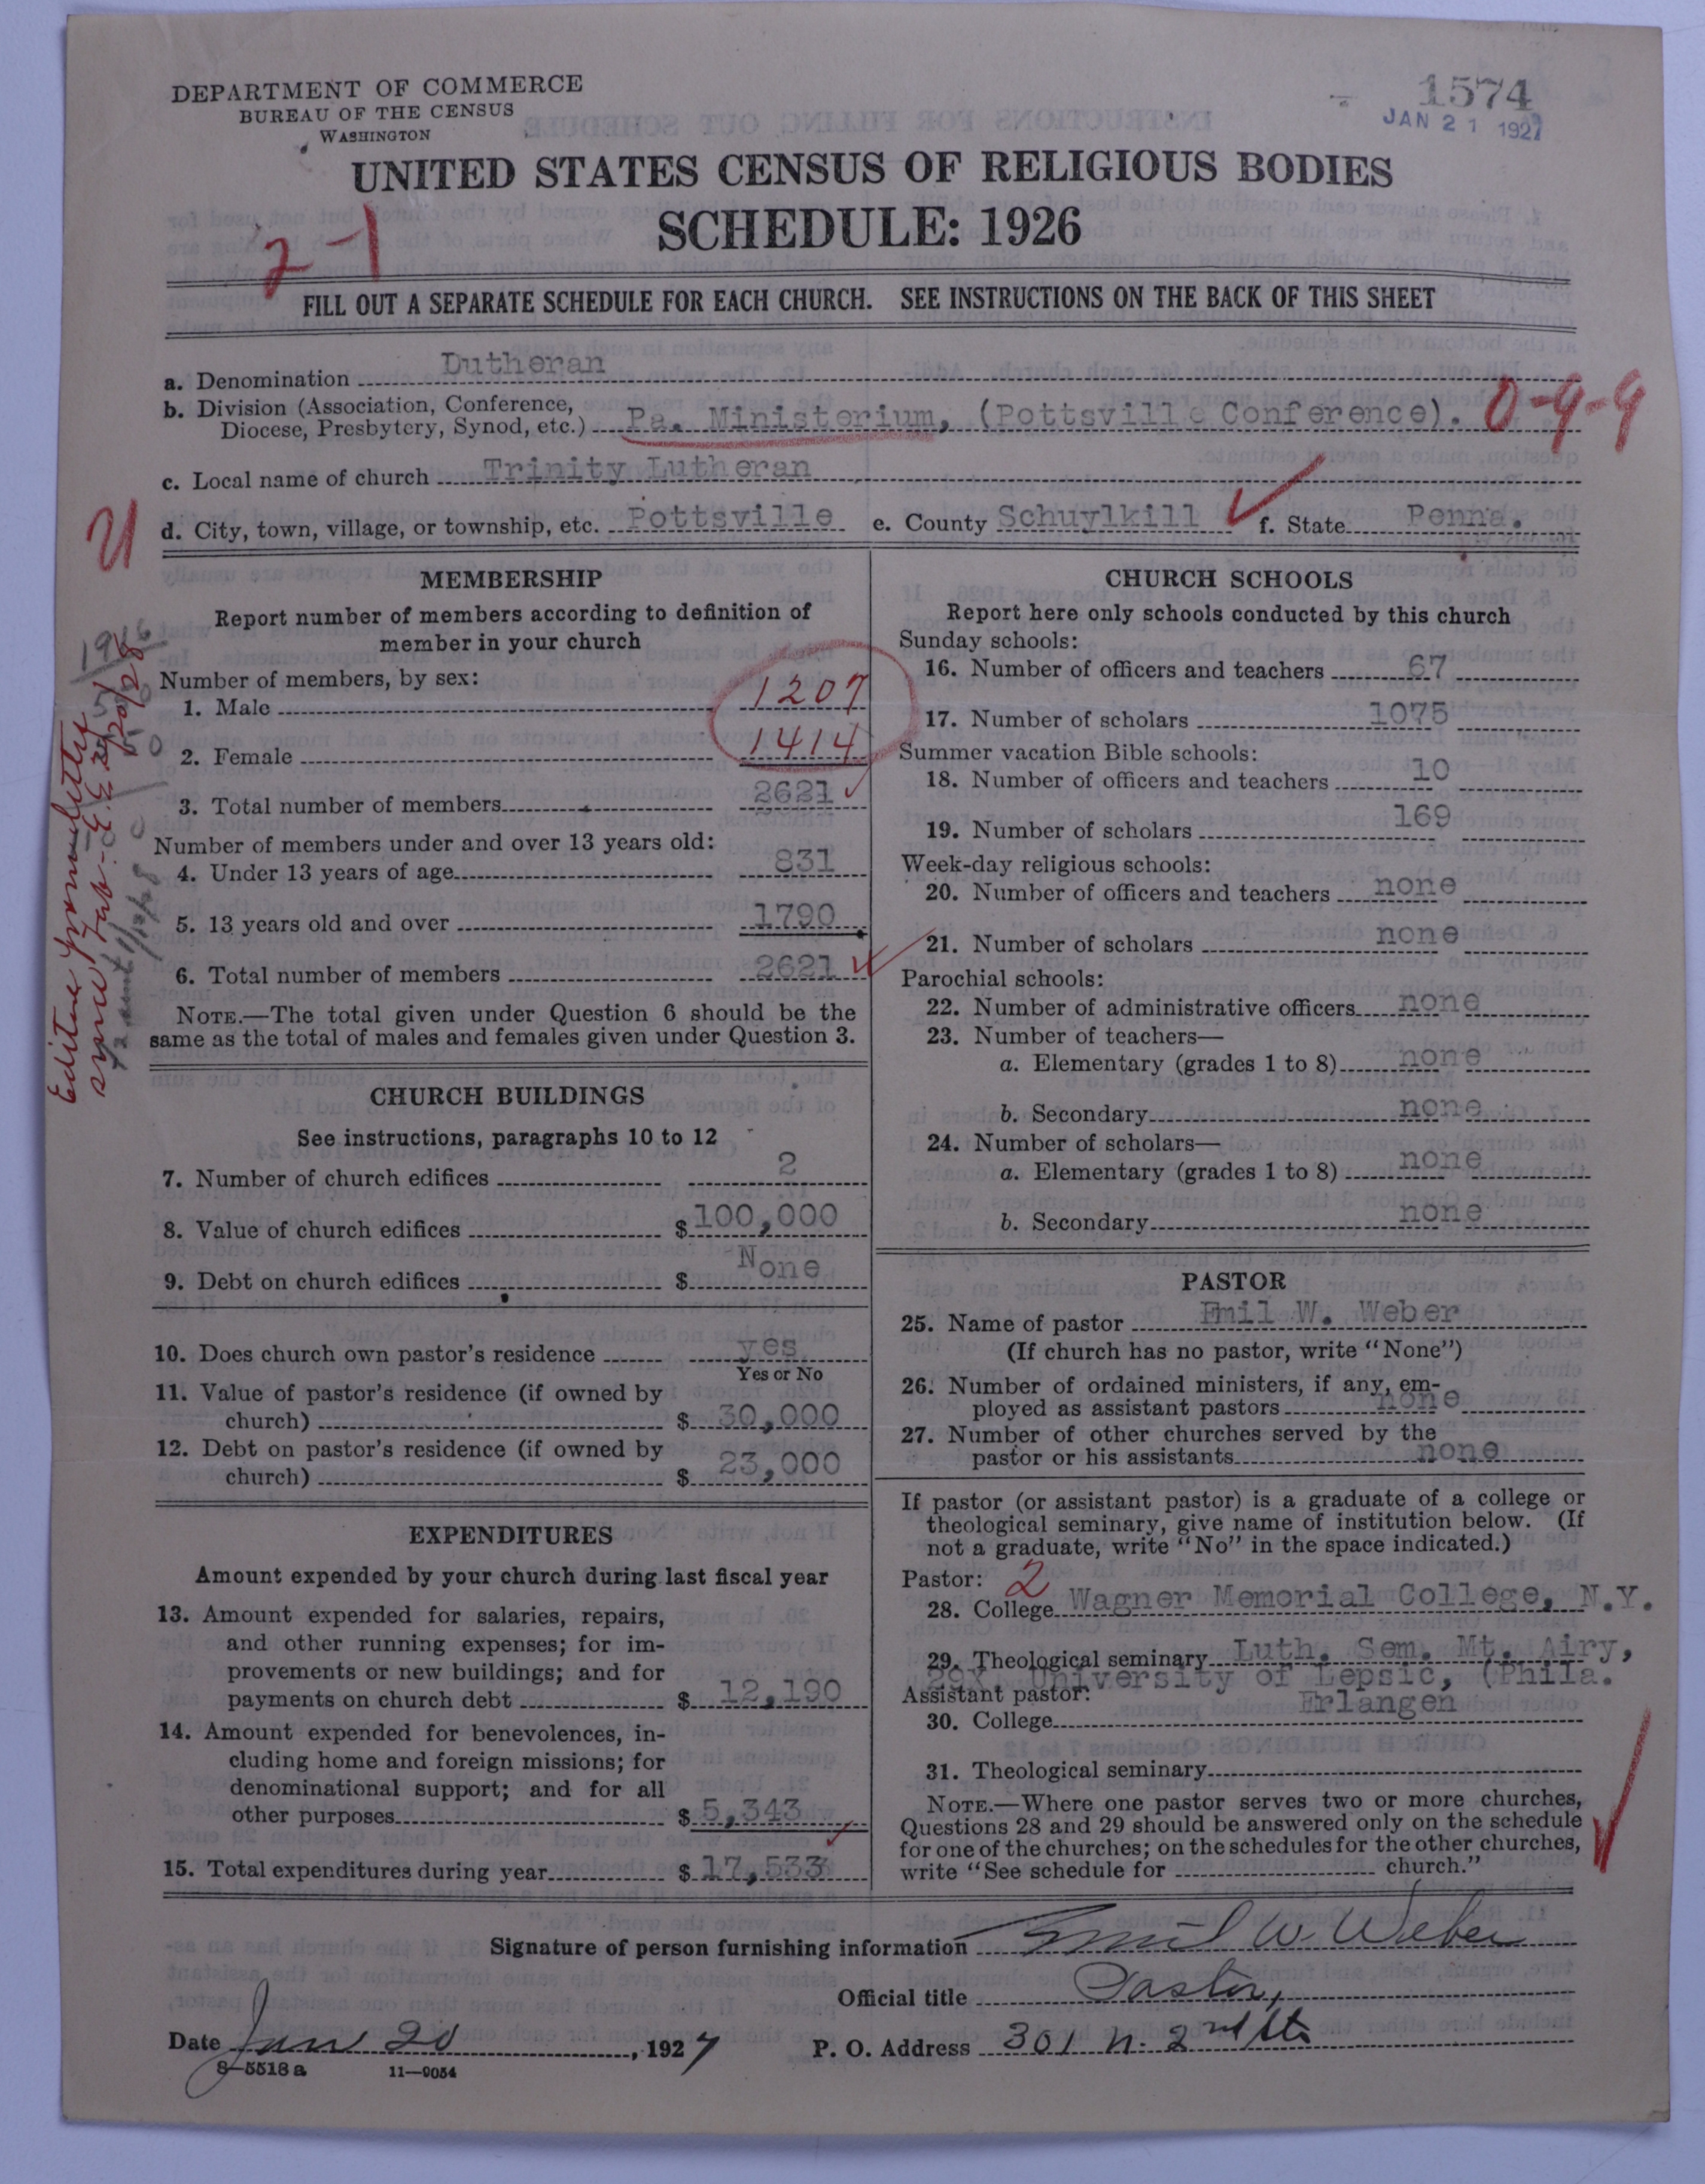 DEPARTMENT OF COMMERCE
BUREAU OF THE CENSUS
WASHINGTON
1574
JAN 21 1927
UNITED STATES CENSUS OF RELIGIOUS BODIES
SCHEDULE: 1926
2-1
FILL OUT A SEPARATE SCHEDULE FOR EACH CHURCH. SEE INSTRUCTIONS ON THE BACK OF THIS SHEET
a. Denomination Lutheran
b. Division (Association, Conference,
Diocese, Presbytery, Synod, etc.) Pa. Ministerium, (Pottsville Conference). 0-9-9
c. Local name of church Trinity Lutheran
d. City, town, village, or township, etc. Pottsville e. County Schuylkill f. State Penna.
MEMBERSHIP
Report number of members according to definition of
member in your church
Number of members, by sex:
1. Male 1207
2. Female 1414
3. Total number of members 2621
Number of members under and over 13 years old:
4. Under 13 years of age 831
5. 13 years old and over 1790
6. Total number of members 2621
NOTE.—The total given under Question 6 should be the
same as the total of males and females given under Question 3.
CHURCH BUILDINGS
See instructions, paragraphs 10 to 12
7. Number of church edifices 2
8. Value of church edifices $100,000
9. Debt on church edifices $ None
10. Does church own pastor's residence yes
Yes or No
11. Value of pastor's residence (if owned by
church) $ 30,000
12. Debt on pastor's residence (if owned by
church) $ 23,000
EXPENDITURES
Amount expended by your church during last fiscal year
13. Amount expended for salaries, repairs,
and other running expenses; for im-
provements or new buildings; and for
payments on church debt $ 12,190
14. Amount expended for benevolences, in-
cluding home and foreign missions; for
denominational support; and for all
other purposes $ 5,343
15. Total expenditures during year $ 17,533
CHURCH SCHOOLS
Report here only schools conducted by this church
Sunday schools:
16. Number of officers and teachers 67
17. Number of scholars 1075
Summer vacation Bible schools:
18. Number of officers and teachers 10
19. Number of scholars 169
Week-day religious schools:
20. Number of officers and teachers none
21. Number of scholars none
Parochial schools:
22. Number of administrative officers none
23. Number of teachers—
a. Elementary (grades 1 to 8) none
b. Secondary none
24. Number of scholars—
a. Elementary (grades 1 to 8) none
b. Secondary none
PASTOR
25. Name of pastor Emil W. Weber
(If church has no pastor, write "None")
26. Number of ordained ministers, if any, em-
ployed as assistant pastors none
27. Number of other churches served by the
pastor or his assistants none
If pastor (or assistant pastor) is a graduate of a college or
theological seminary, give name of institution below. (If
not a graduate, write "No" in the space indicated.)
Pastor: 2
28. College Wagner Memorial College, N.Y.
29. Theological seminary Luth. Sem. Mt. Airy,
29x University of Lepsic, (Phila.
Assistant pastor: Erlangen
30. College
31. Theological seminary
NOTE.—Where one pastor serves two or more churches,
Questions 28 and 29 should be answered only on the schedule
for one of the churches; on the schedules for the other churches,
write "See schedule for church."
Signature of person furnishing information Emil W. Weber
Official title Pastor,
Date Jan 20, 1927 P. O. Address 301 N. 2nd St.
8-5518 a 11-9054